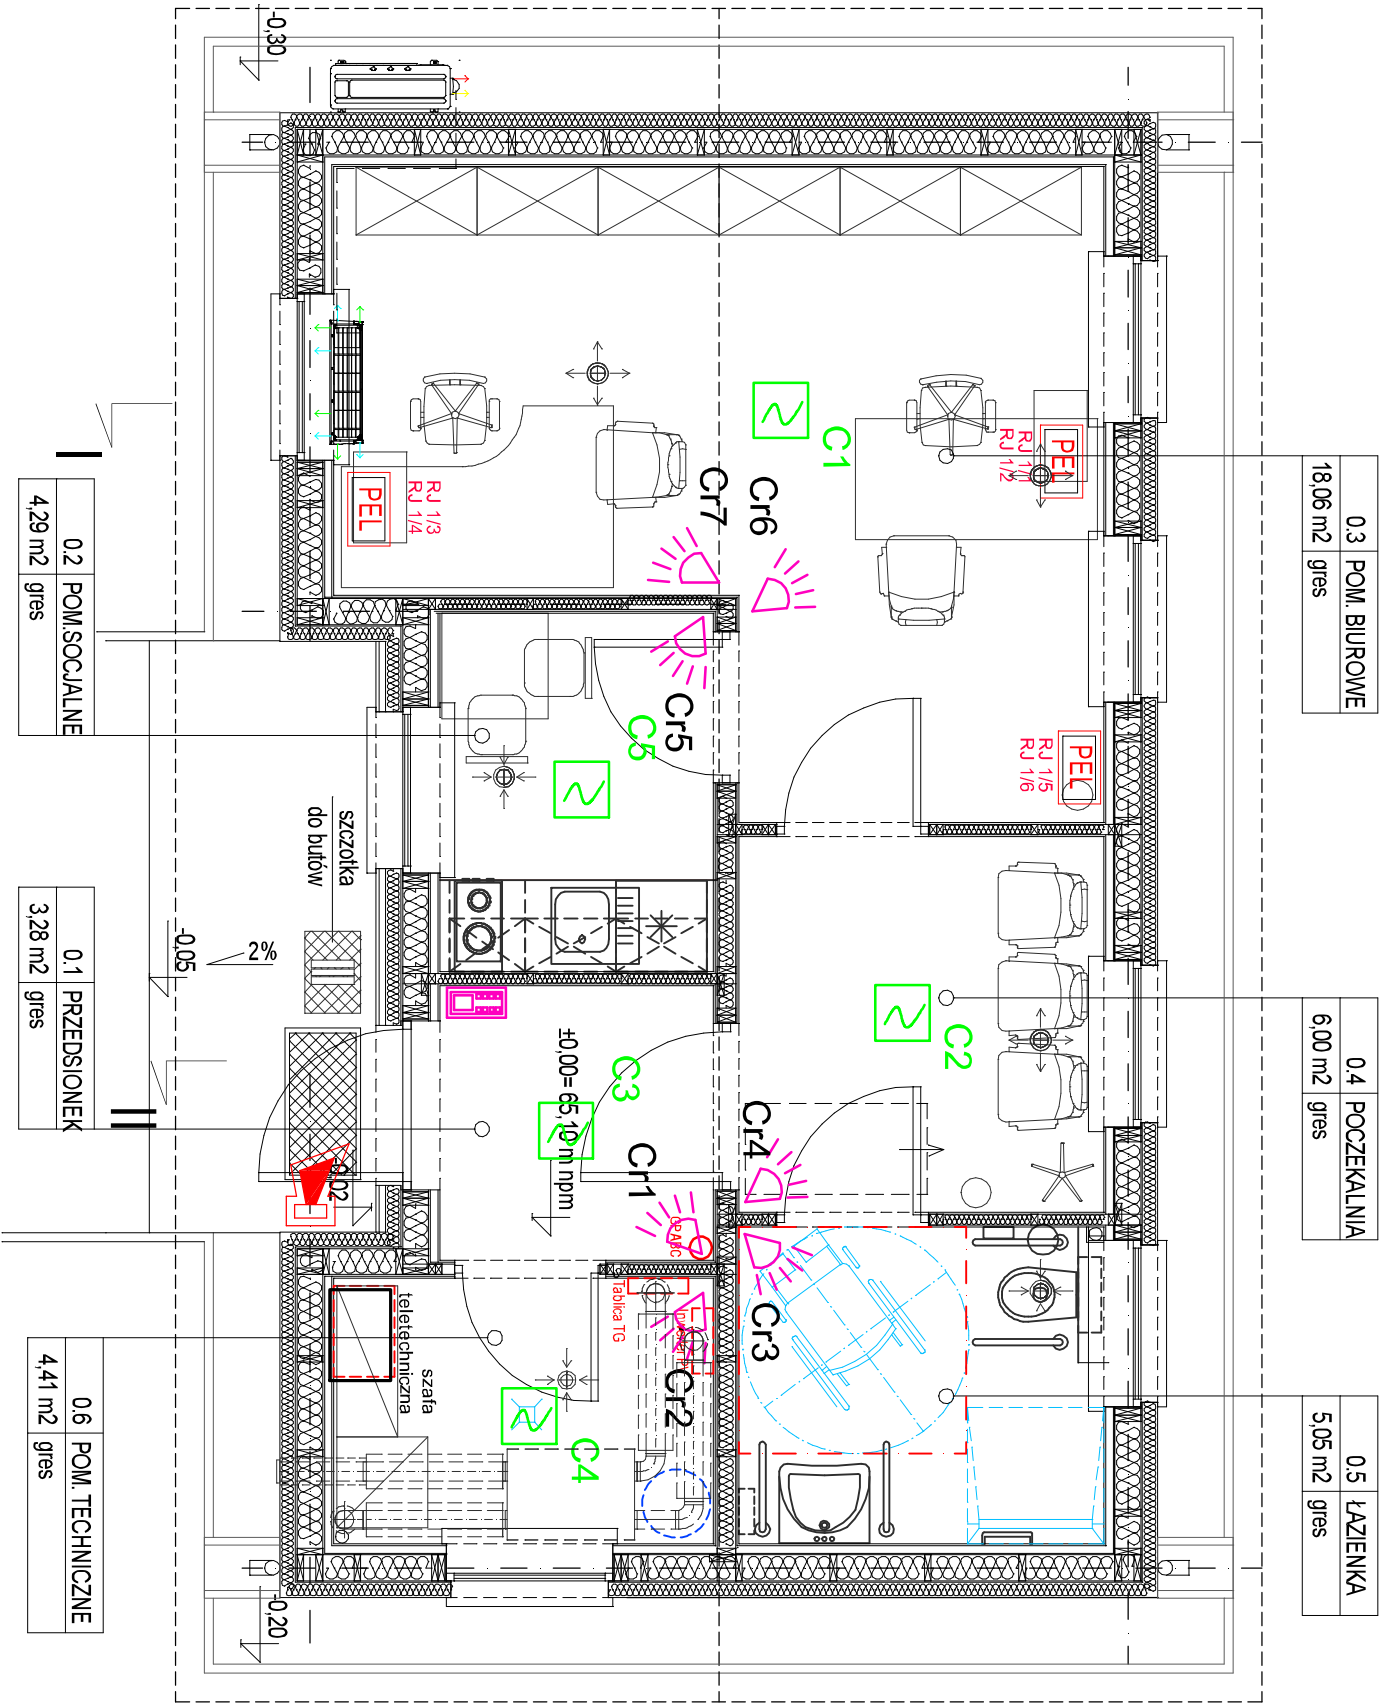 -0,30
0.3 POM. BIUROWE
18,06 m2 gres
C1
PEL
RJ 1/2
PEL
RJ 1/3
RJ 1/4
Cr7
Cr6
0.2 POM.SOCJALNE
4,29 m2 gres
Cr5
C5
PEL
RJ 1/5
RJ 1/6
szczotka
do butów
-0,05
2%
0.1 PRZEDSIONEK
3,28 m2 gres
±0,00= 65,10 m npm
C3
C2
0.4 POCZEKALNIA
6,00 m2 gres
Cr4
Cr1
Cr3
Tablica TG
Cr2
szafa
teletechniczna
C4
0.5 ŁAZIENKA
5,05 m2 gres
0.6 POM. TECHNICZNE
4,41 m2 gres
-0,20